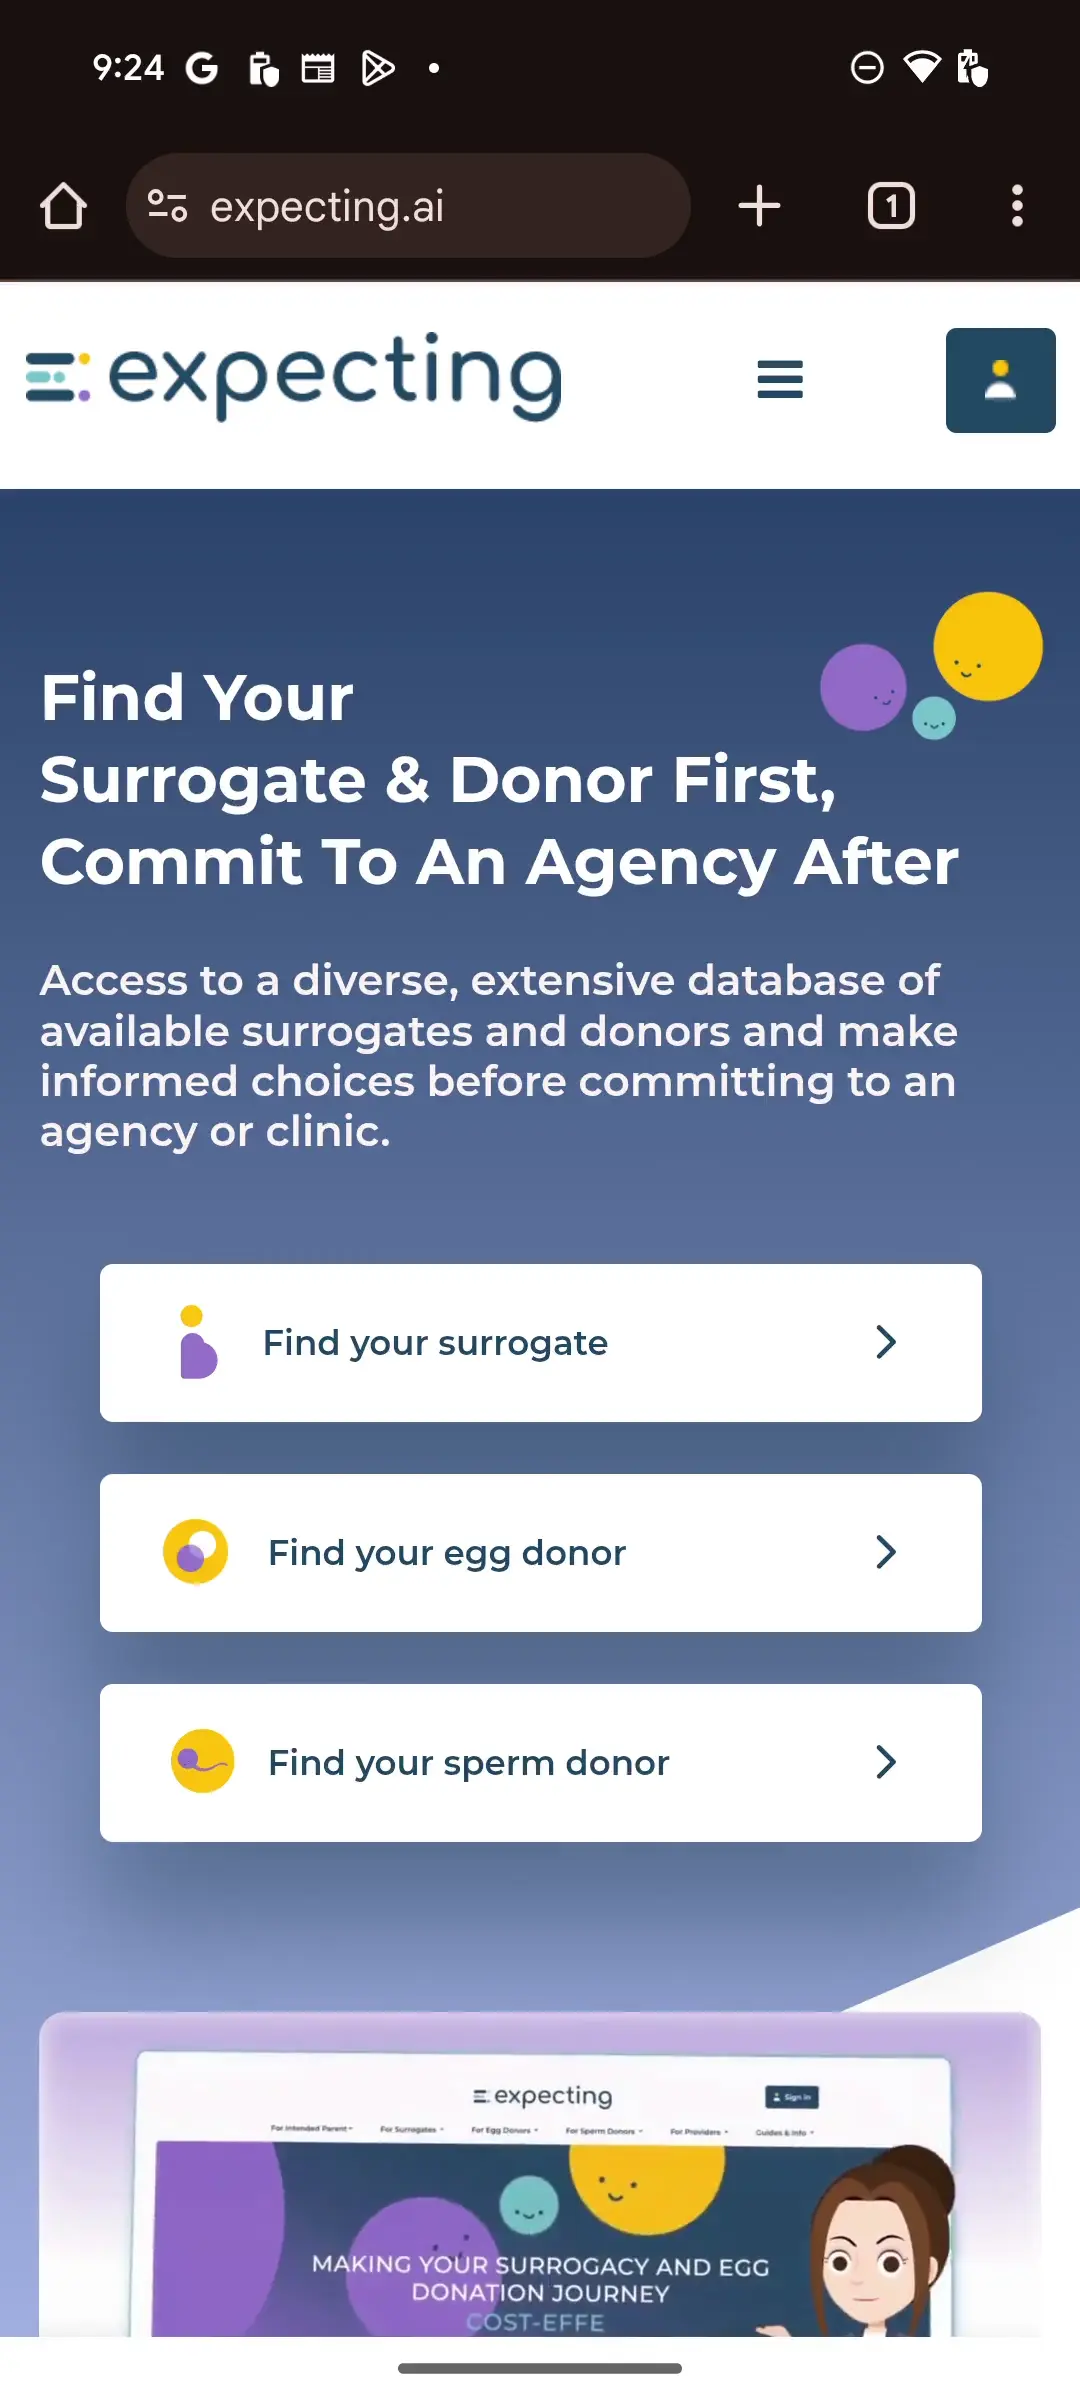 9:24
expecting.ai
1
expecting
Find Your
Surrogate & Donor First,
Commit To An Agency After
Access to a diverse, extensive database of
available surrogates and donors and make
informed choices before committing to an
agency or clinic.
Find your surrogate
Find your egg donor
Find your sperm donor
expecting
Sign in
For Intended Parent
For Surrogates
For Egg Donors
For Sperm Donors
For Providers
Guides & Info
MAKING YOUR SURROGACY AND EGG
DONATION JOURNEY
COST-EFFE